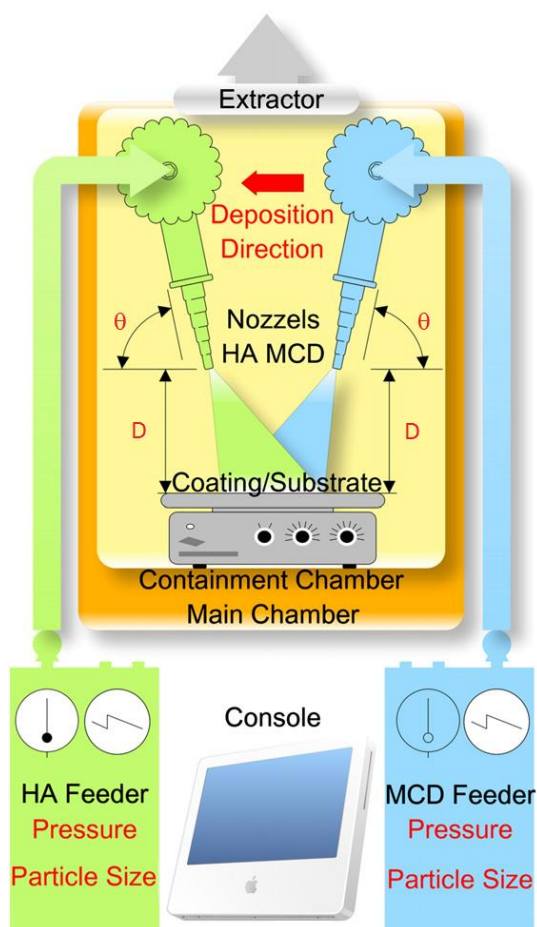 Extractor
Deposition
Direction
θ
Nozzels
HA MCD
θ
D
D
Coating/Substrate
Containment Chamber
Main Chamber
Console
HA Feeder
Pressure
Particle Size
MCD Feeder
Pressure
Particle Size